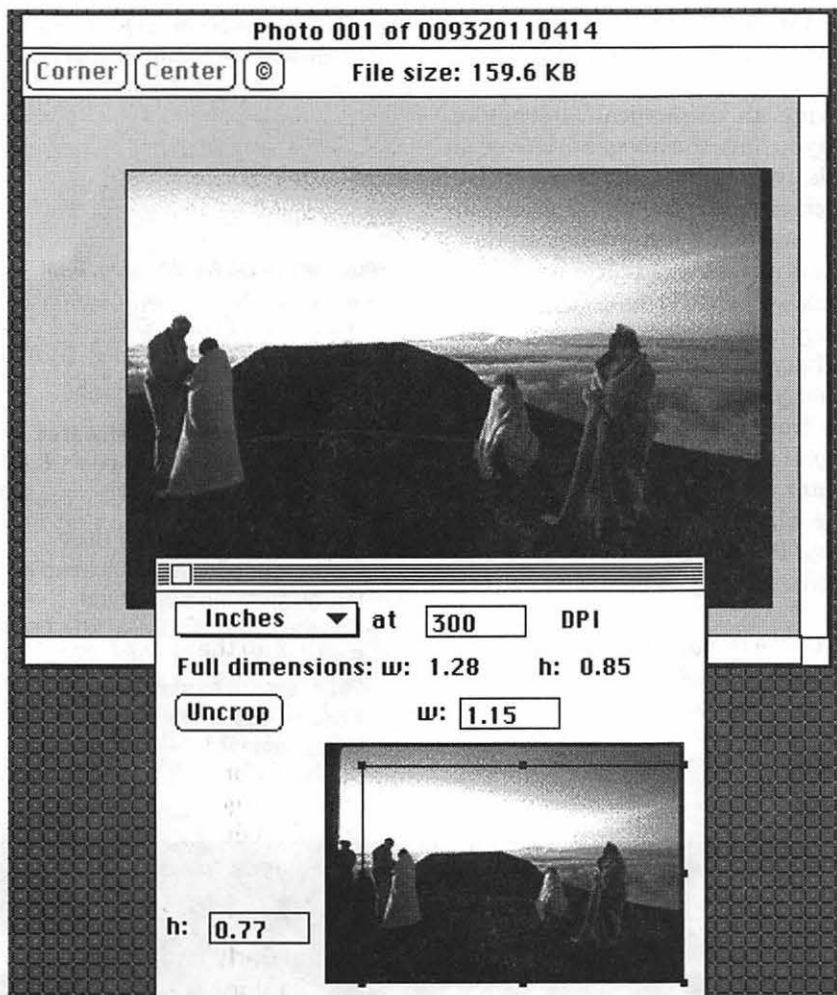 Photo 001 of 009320110414
Corner Center © File size: 159.6 KB
Inches at 300 DPI
Full dimensions: w: 1.28 h: 0.85
Uncrop w: 1.15
h: 0.77